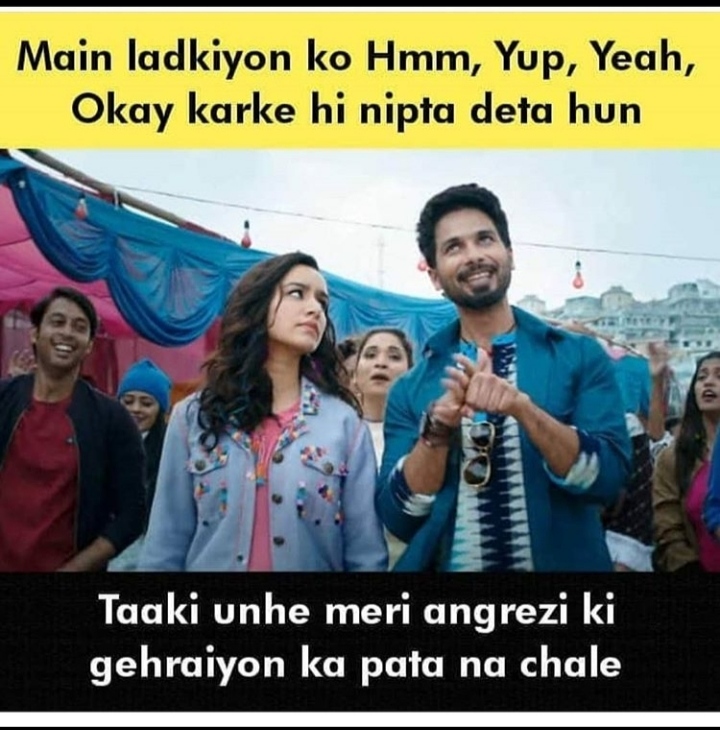 Main ladkiyon ko Hmm, Yup, Yeah,
Okay karke hi nipta deta hun
Taaki unhe meri angrezi ki
gehraiyon ka pata na chale